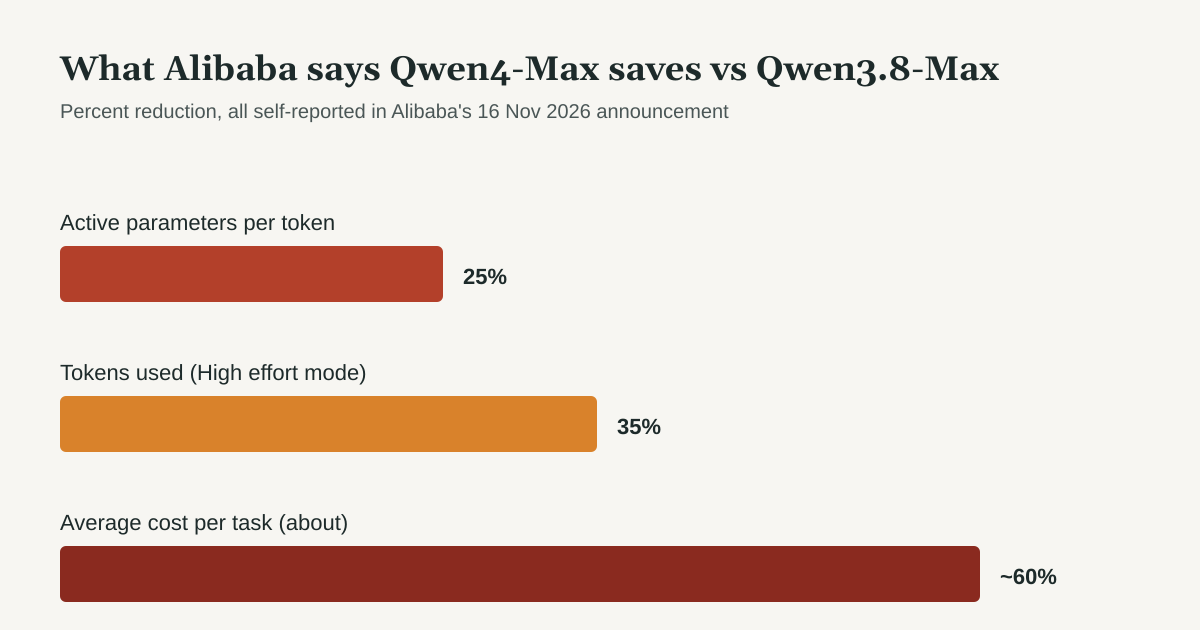 What Alibaba says Qwen4-Max saves vs Qwen3.8-Max
Percent reduction, all self-reported in Alibaba's 16 Nov 2026 announcement
Active parameters per token
25%
Tokens used (High effort mode)
35%
Average cost per task (about)
~60%